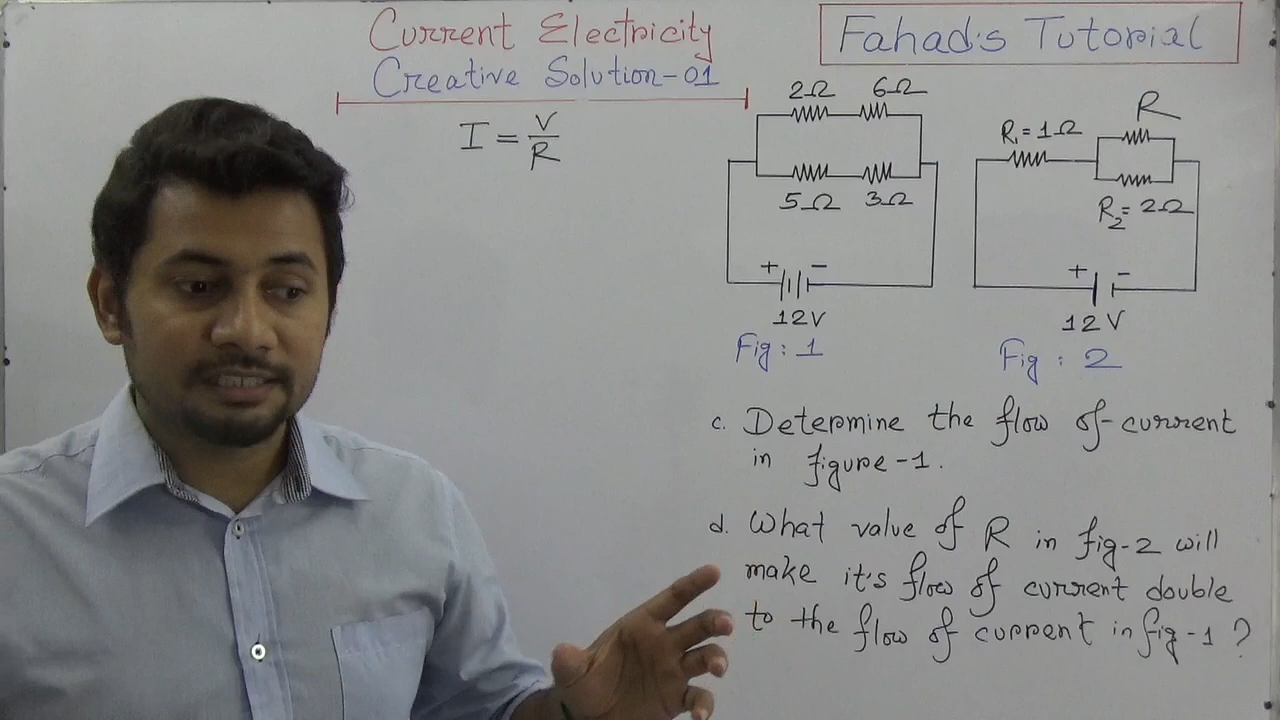 Current Electricity
Creative Solution-01
Fahad's Tutorial
I = V/R
2Ω 6Ω
5Ω 3Ω
+ -
12V
Fig: 1
R
R₁=1Ω
R₂=2Ω
+ -
12V
Fig: 2
c. Determine the flow of current
in figure-1.
d. What value of R in fig-2 will
make it's flow of current double
to the flow of current in fig-1?